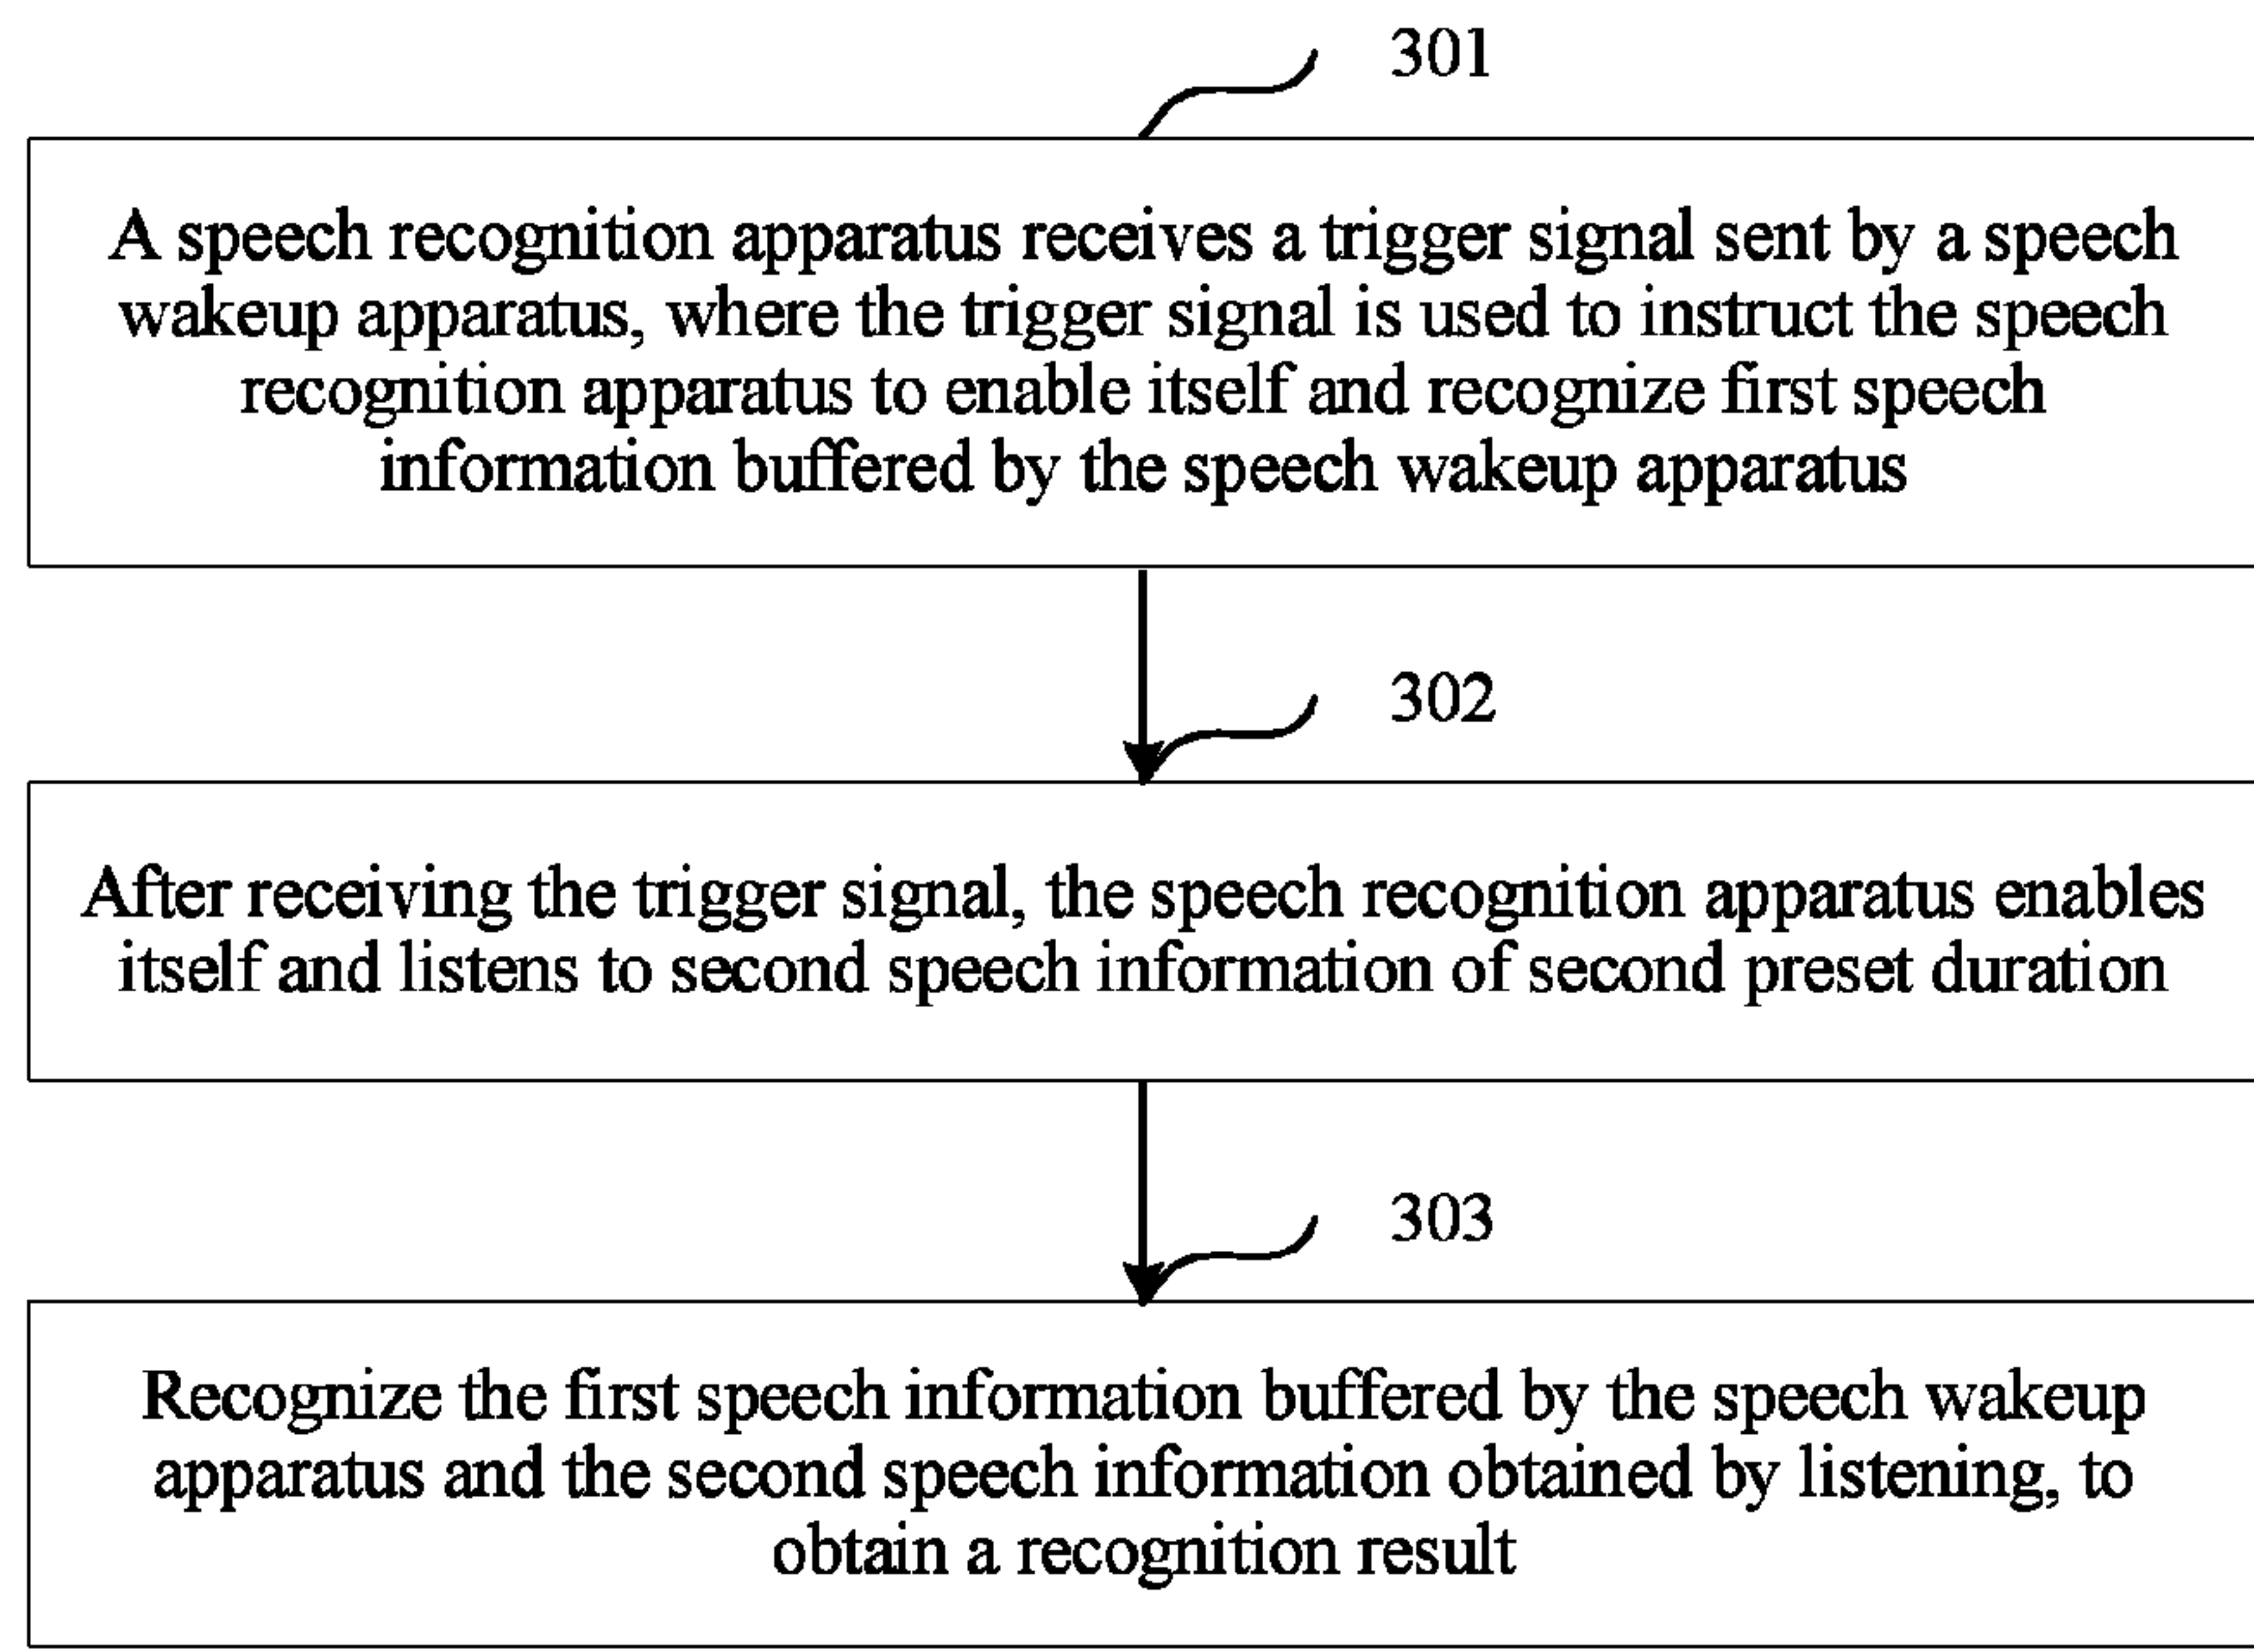 301
A speech recognition apparatus receives a trigger signal sent by a speech
wakeup apparatus, where the trigger signal is used to instruct the speech
recognition apparatus to enable itself and recognize first speech
information buffered by the speech wakeup apparatus
302
After receiving the trigger signal, the speech recognition apparatus enables
itself and listens to second speech information of second preset duration
303
Recognize the first speech information buffered by the speech wakeup
apparatus and the second speech information obtained by listening, to
obtain a recognition result